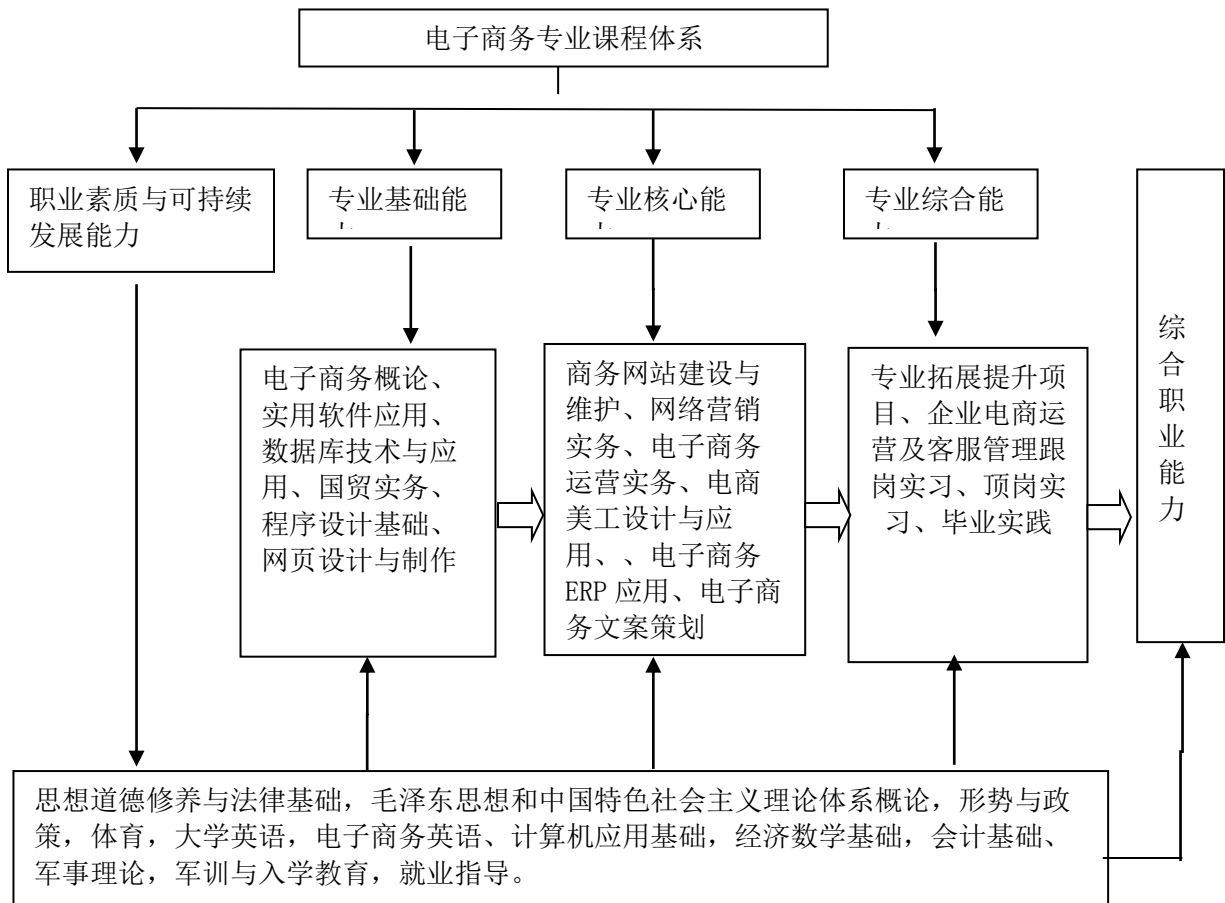 电子商务专业课程体系
职业素质与可持续
发展能力
专业基础能
专业核心能
专业综合能
综
合
职
业
能
力
电子商务概论、
实用软件应用、
数据库技术与应
用、国贸实务、
程序设计基础、
网页设计与制作
商务网站建设与
维护、网络营销
实务、电子商务
运营实务、电商
美工设计与应
用、、电子商务
ERP 应用、电子商
务文案策划
专业拓展提升项
目、企业电商运
营及客服管理跟
岗实习、顶岗实
习、毕业实践
思想道德修养与法律基础，毛泽东思想和中国特色社会主义理论体系概论，形势与政
策，体育，大学英语，电子商务英语、计算机应用基础，经济数学基础，会计基础、
军事理论，军训与入学教育，就业指导。